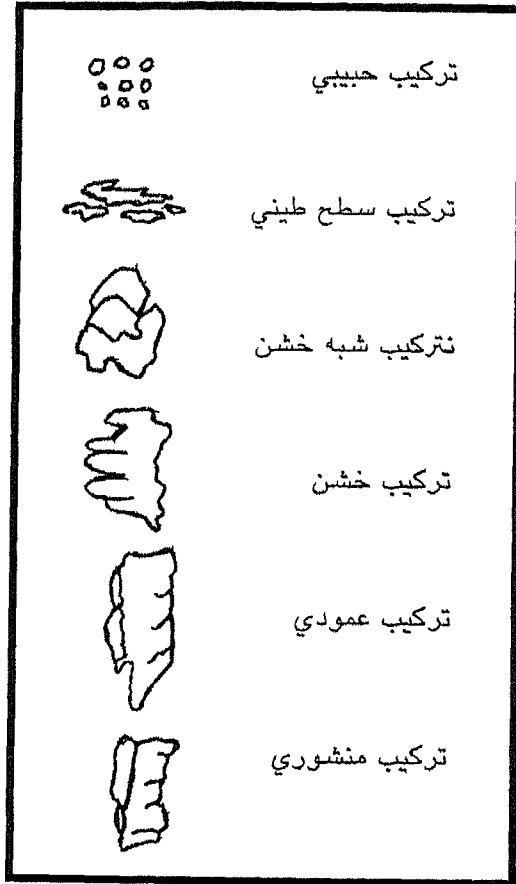 تركيب حبيبي
تركيب سطح طيني
نتركيب شبه خشن
تركيب خشن
تركيب عمودي
تركيب منشوري